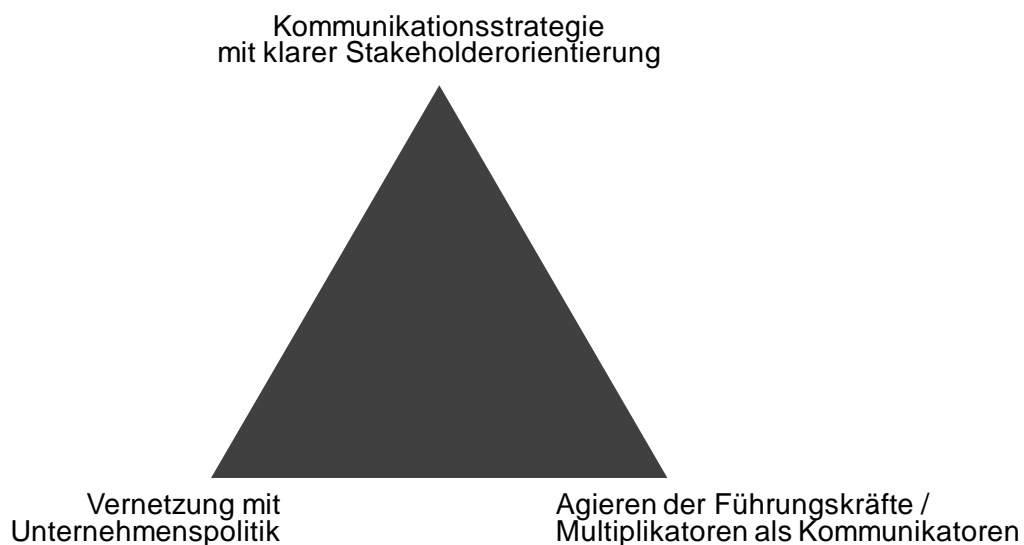 Kommunikationsstrategie
mit klarer Stakeholderorientierung
Vernetzung mit
Unternehmenspolitik
Agieren der Führungskräfte /
Multiplikatoren als Kommunikatoren